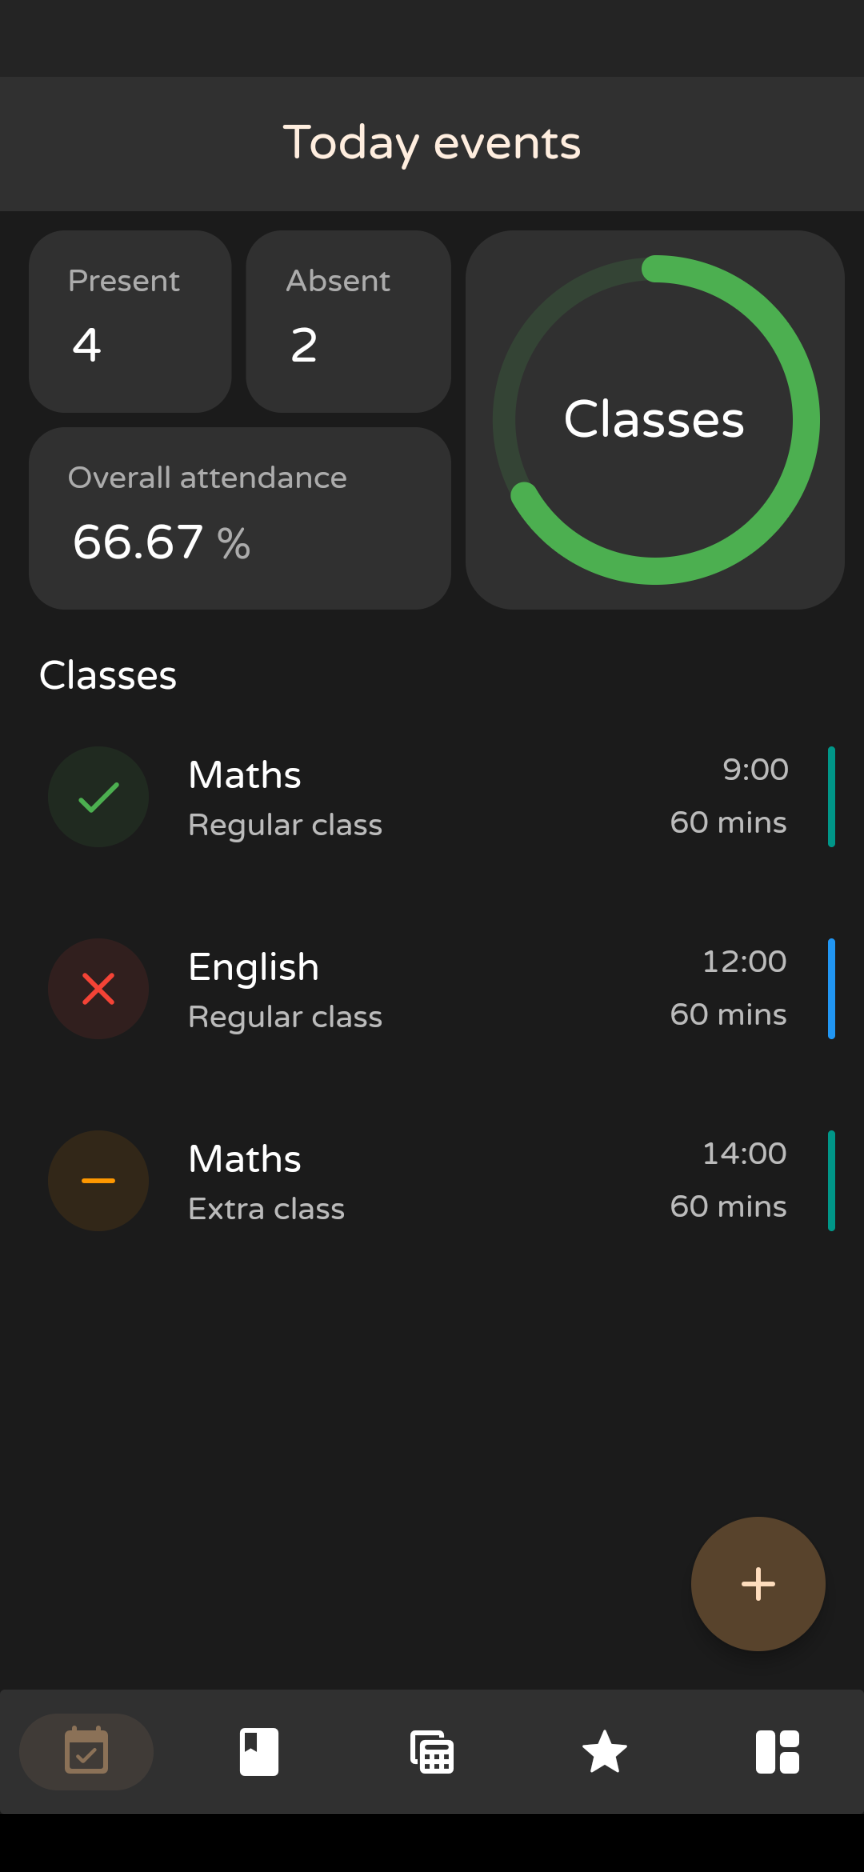 Today events
Present
4
Absent
2
Overall attendance
66.67 %
Classes
Classes
Maths
Regular class
9:00
60 mins
English
Regular class
12:00
60 mins
Maths
Extra class
14:00
60 mins